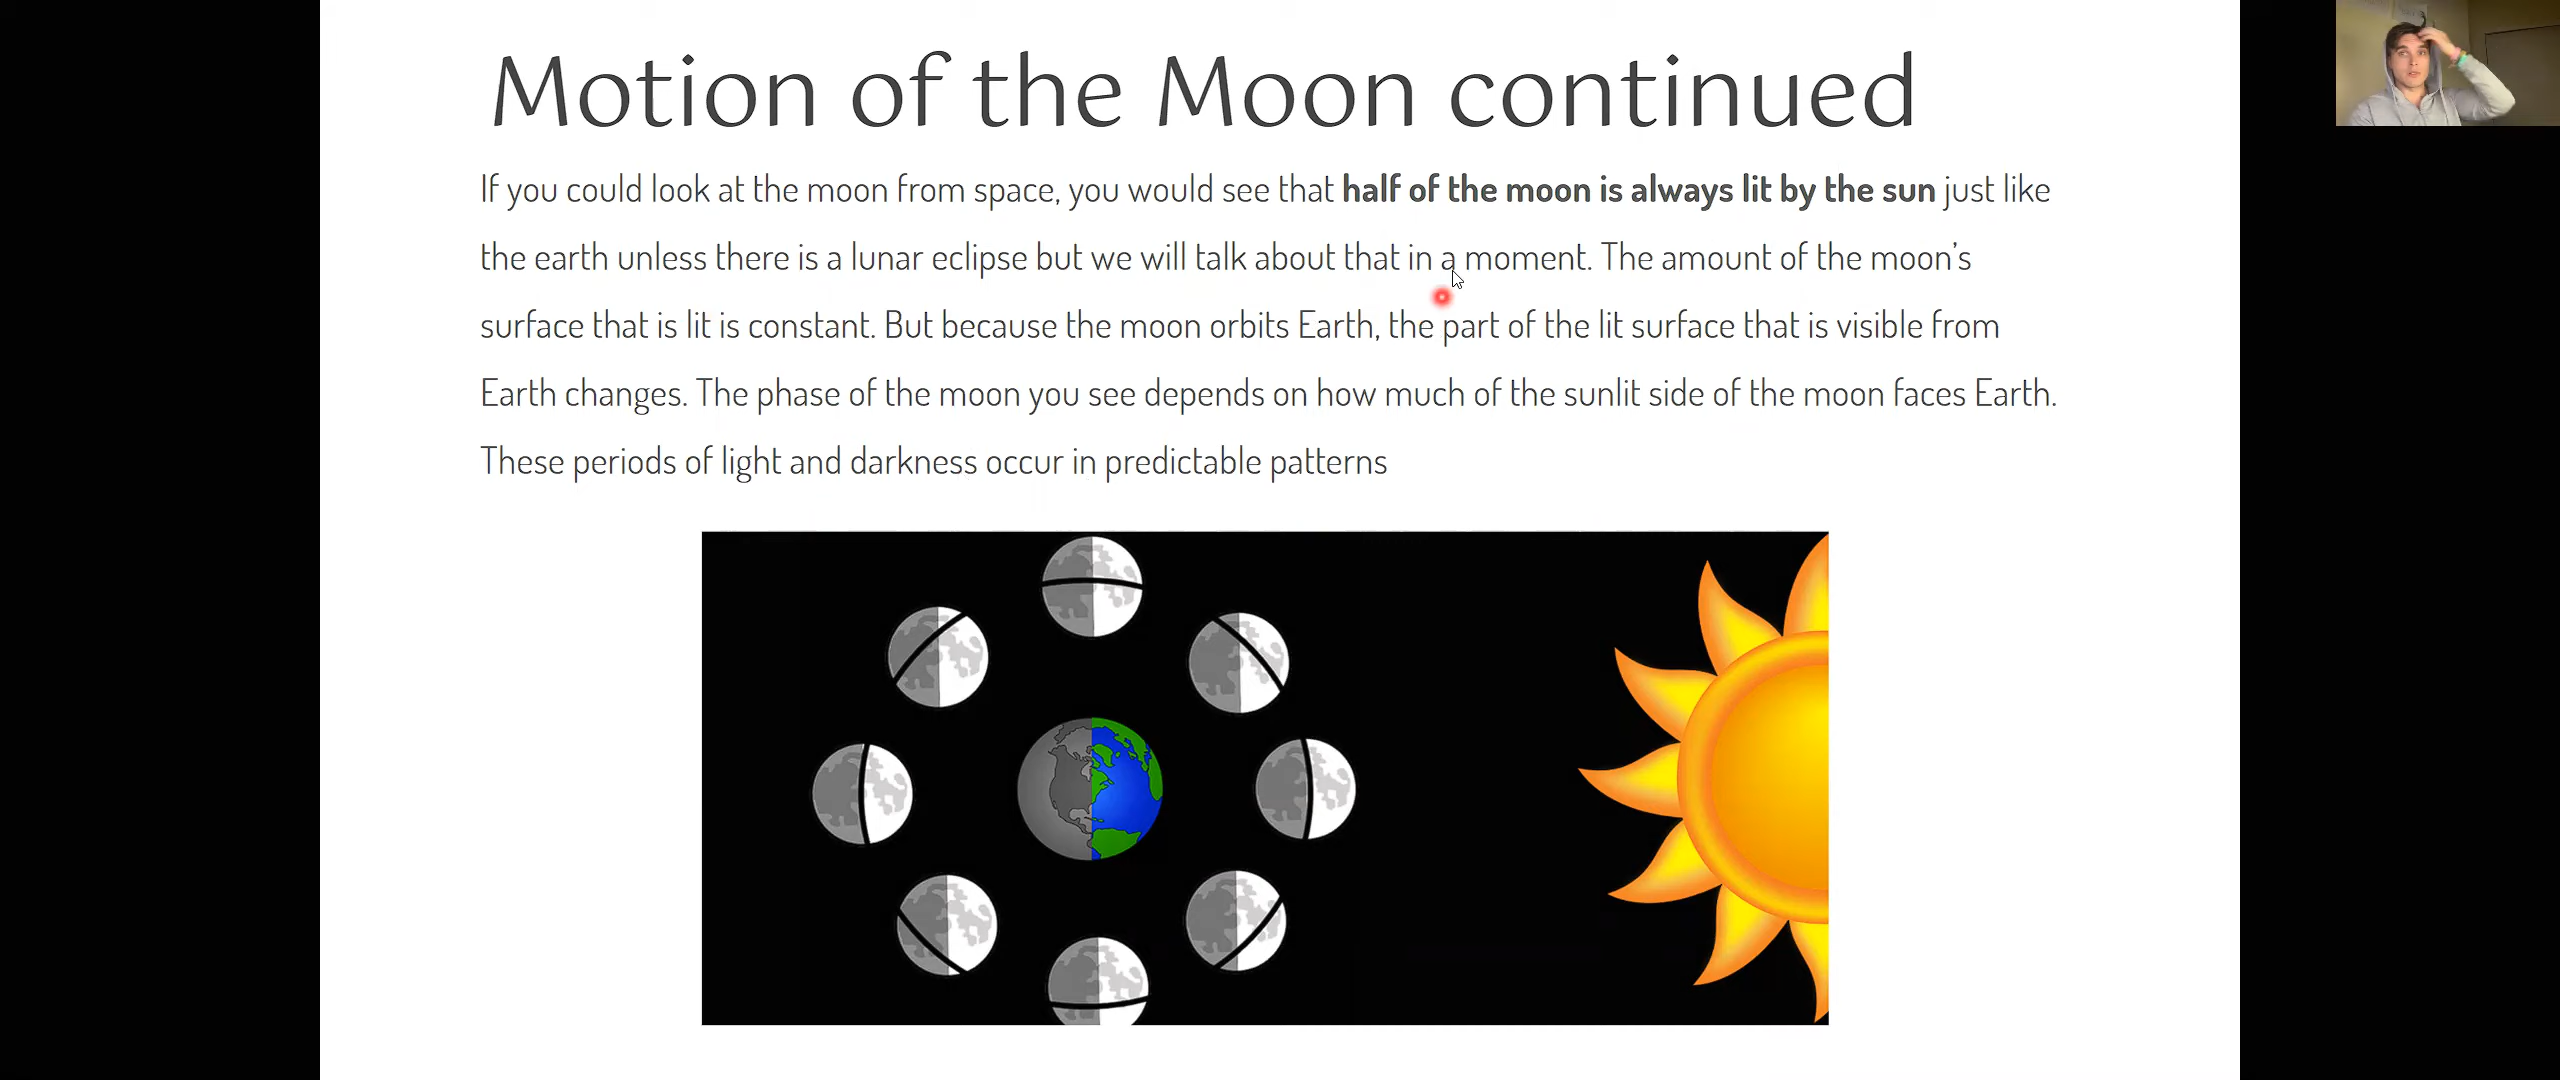 Motion of the Moon continued
If you could look at the moon from space, you would see that half of the moon is always lit by the sun just like
the earth unless there is a lunar eclipse but we will talk about that in a moment. The amount of the moon’s
surface that is lit is constant. But because the moon orbits Earth, the part of the lit surface that is visible from
Earth changes. The phase of the moon you see depends on how much of the sunlit side of the moon faces Earth.
These periods of light and darkness occur in predictable patterns